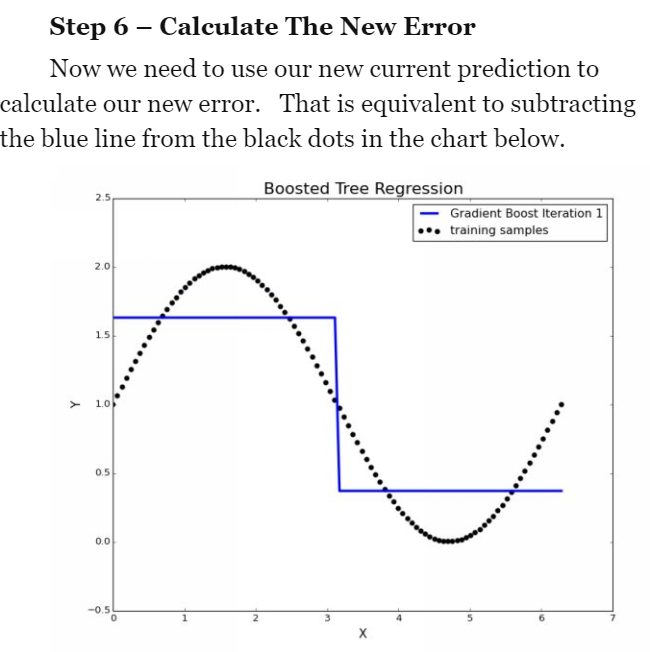 Step 6 – Calculate The New Error
Now we need to use our new current prediction to
calculate our new error.   That is equivalent to subtracting
the blue line from the black dots in the chart below.
Boosted Tree Regression
2.5
Gradient Boost Iteration 1
training samples
2.0
1.5
Y
1.0
0.5
0.0
−0.5
0 1 2 3 4 5 6 7
X